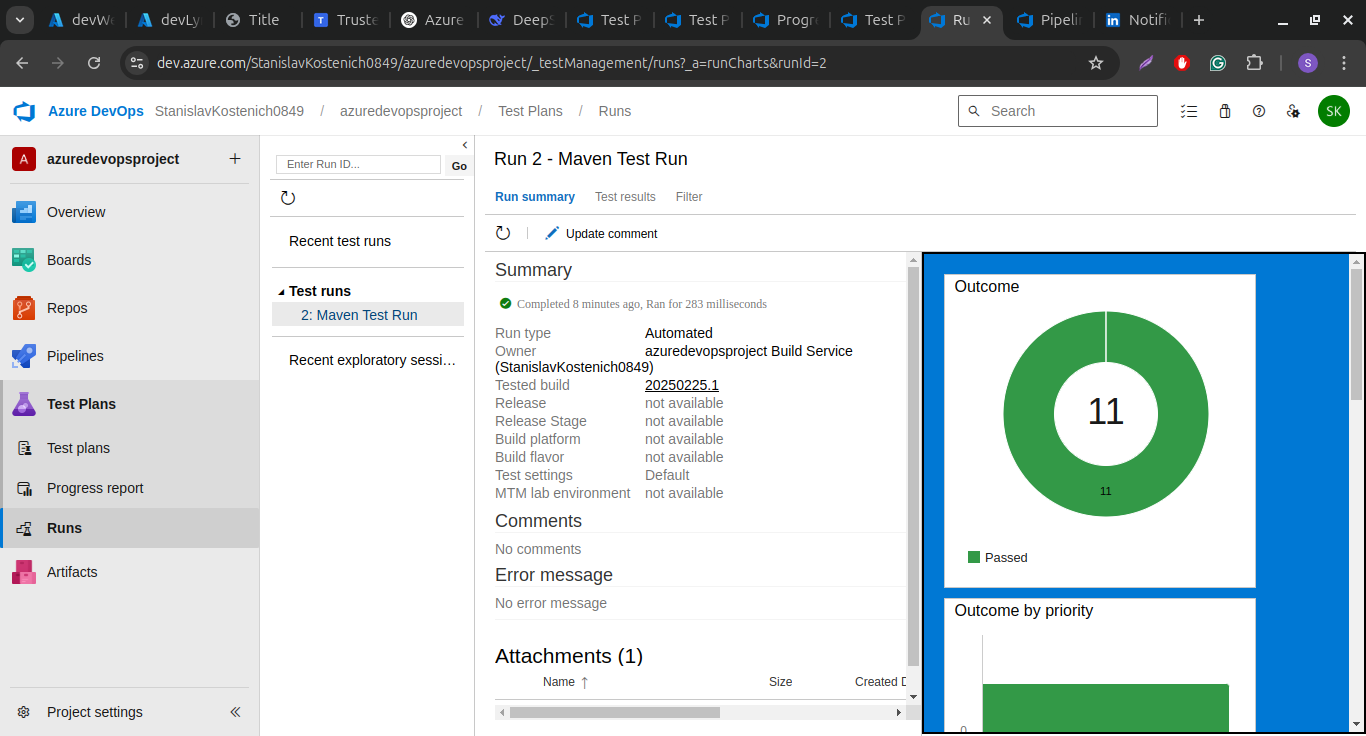 devWe
devLy
Title
T Truste
Azure
DeepS
Test P
Test P
Progre
Test P
Ru
Pipelin
in Notific
dev.azure.com/StanislavKostenich0849/azuredevopsproject/_testManagement/runs?_a=runCharts&runId=2
S
Azure DevOps StanislavKostenich0849 / azuredevopsproject / Test Plans / Runs
Search
SK
A azuredevopsproject
Overview
Boards
Repos
Pipelines
Test Plans
Test plans
Progress report
Runs
Artifacts
Project settings
Enter Run ID...
Go
Recent test runs
Test runs
2: Maven Test Run
Recent exploratory sessi...
Run 2 - Maven Test Run
Run summary Test results Filter
Update comment
Summary
Completed 8 minutes ago, Ran for 283 milliseconds
Run type Automated
Owner azuredevopsproject Build Service
(StanislavKostenich0849)
Tested build 20250225.1
Release not available
Release Stage not available
Build platform not available
Build flavor not available
Test settings Default
MTM lab environment not available
Comments
No comments
Error message
No error message
Attachments (1)
Name ↑ Size Created D
Outcome
11
11
Passed
Outcome by priority
0